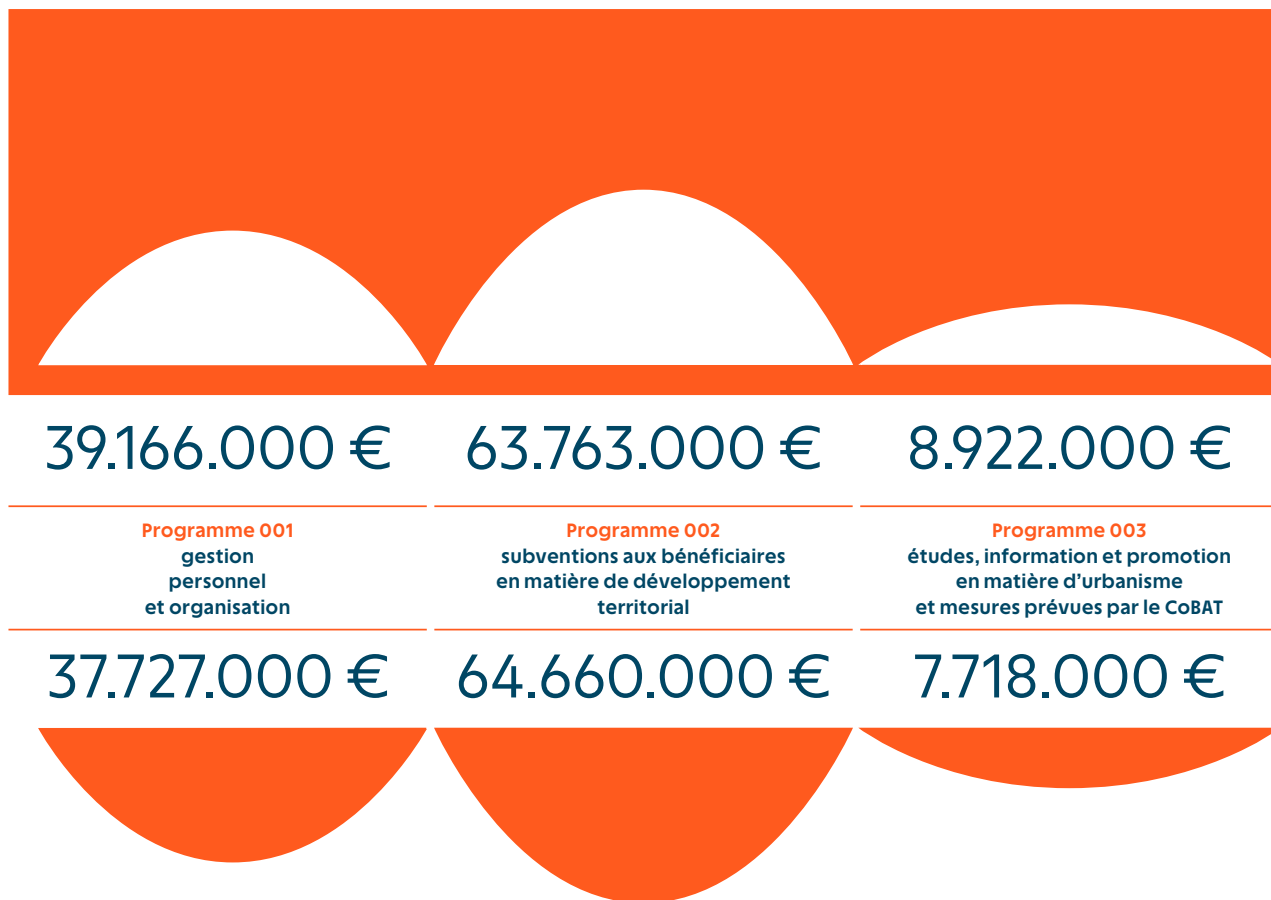 39.166.000 €
63.763.000 €
8.922.000 €
Programme 001
gestion
personnel
et organisation
Programme 002
subventions aux bénéficiaires
en matière de développement
territorial
Programme 003
études, information et promotion
en matière d’urbanisme
et mesures prévues par le CoBAT
37.727.000 €
64.660.000 €
7.718.000 €